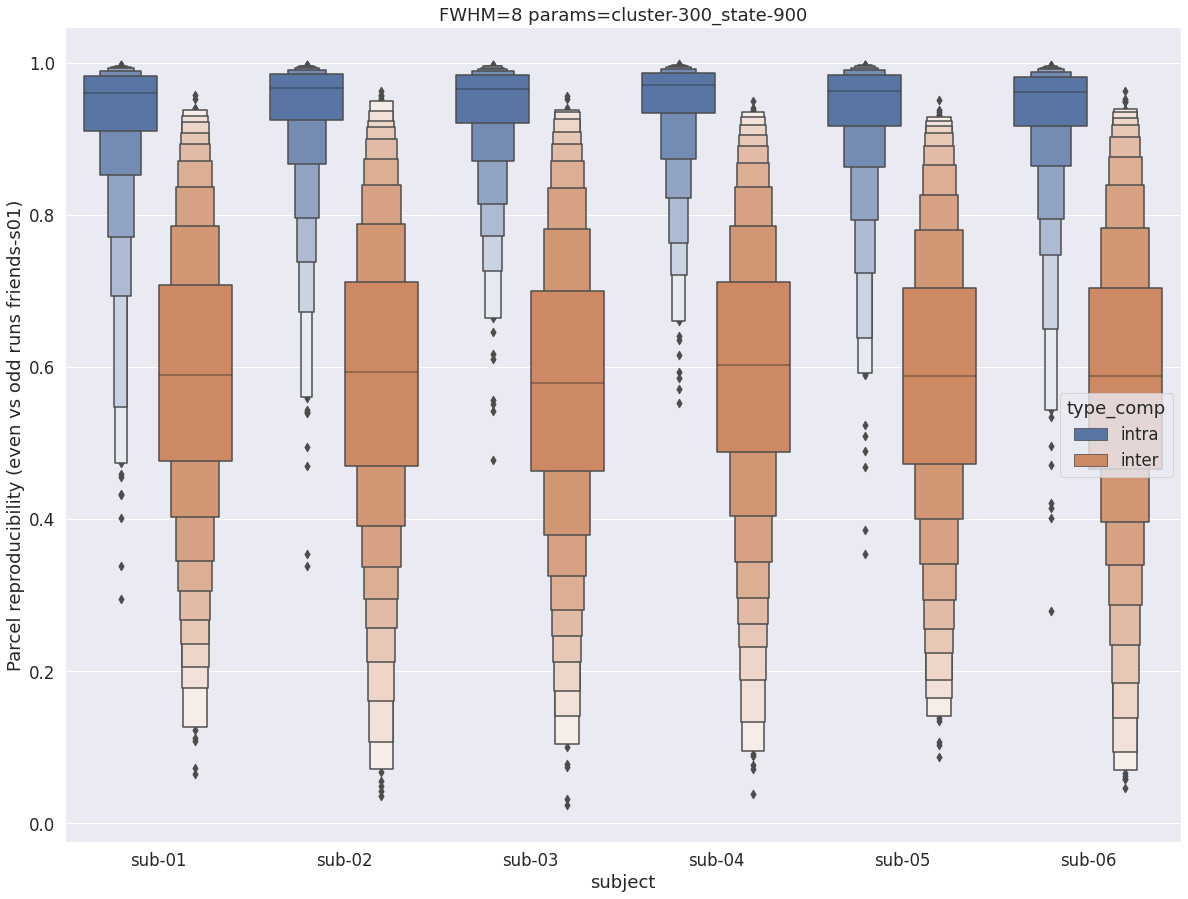 FWHM=8 params=cluster-300_state-900
Parcel reproducibility (even vs odd runs friends-s01)
1.0
0.8
0.6
0.4
0.2
0.0
type_comp
intra
inter
sub-01 sub-02 sub-03 sub-04 sub-05 sub-06
subject